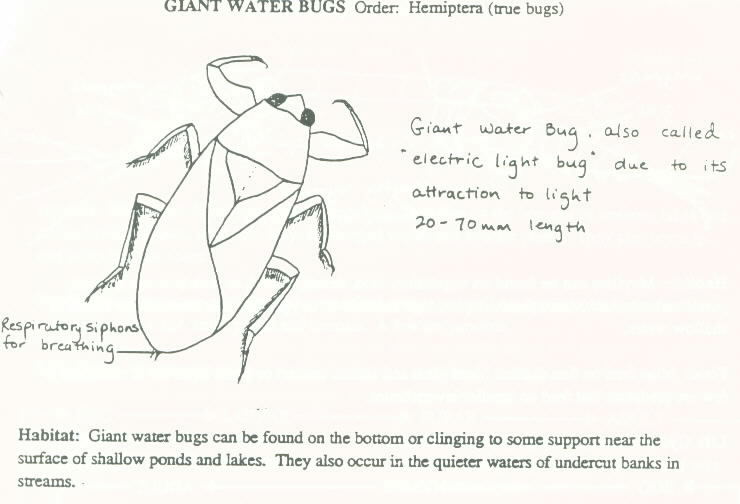 GIANT WATER BUGS Order: Hemiptera (true bugs)
Giant Water Bug, also called
"electric light bug" due to its
attraction to light
20-70 mm length
Respiratory siphons
for breathing
Habitat: Giant water bugs can be found on the bottom or clinging to some support near the
surface of shallow ponds and lakes. They also occur in the quieter waters of undercut banks in
streams.